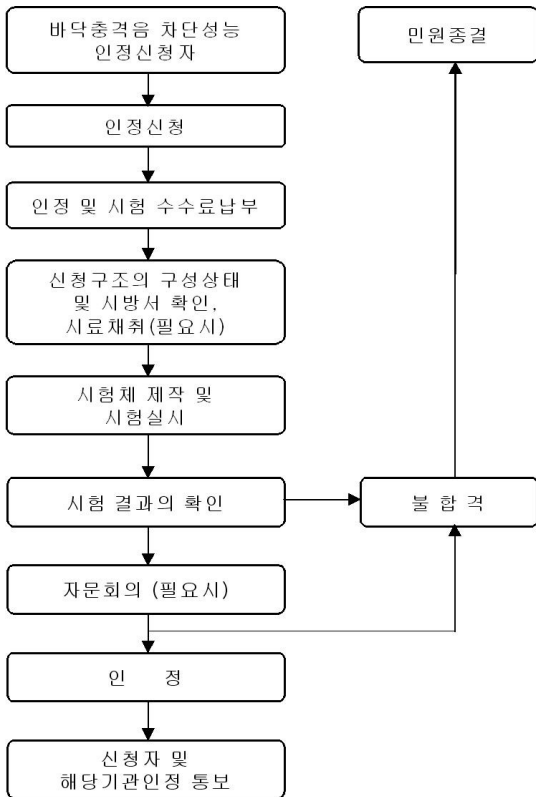 바닥충격음 차단성능
인정신청자
민원종결
인정신청
인정 및 시험 수수료납부
신청구조의 구성상태
및 시방서 확인,
시료채취(필요시)
시험체 제작 및
시험실시
시험 결과의 확인
불 합 격
자문회의 (필요시)
인 정
신청자 및
해당기관인정 통보